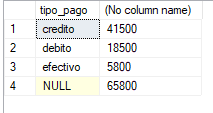 tipo_pago (No column name)
1 credito 41500
2 debito 18500
3 efectivo 5800
4 NULL 65800